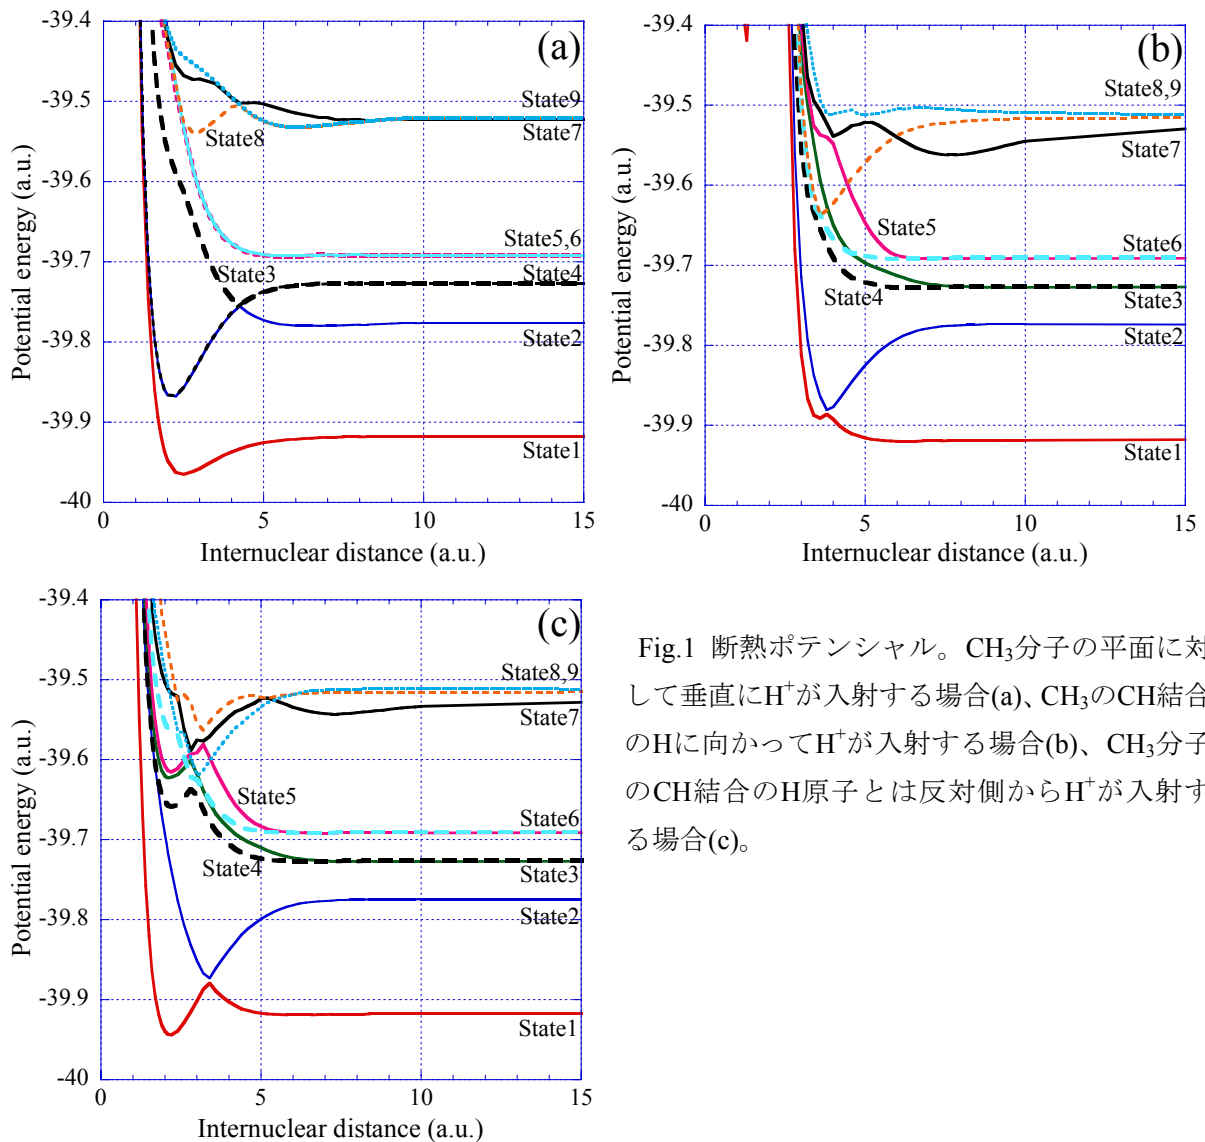 -39.4
-39.5
-39.6
-39.7
-39.8
-39.9
-40
Potential energy (a.u.)
(a)
State9
State7
State8
State5,6
State3
State4
State2
State1
0
5
10
15
Internuclear distance (a.u.)
-39.4
-39.5
-39.6
-39.7
-39.8
-39.9
-40
Potential energy (a.u.)
(b)
State8,9
State7
State5
State6
State4
State3
State2
State1
0
5
10
15
Internuclear distance (a.u.)
-39.4
-39.5
-39.6
-39.7
-39.8
-39.9
-40
Potential energy (a.u.)
(c)
State8,9
State7
State5
State6
State4
State3
State2
State1
0
5
10
15
Internuclear distance (a.u.)
Fig.1 断熱ポテンシャル。CH₃分子の平面に対
して垂直にH⁺が入射する場合(a)、CH₃のCH結合
のHに向かってH⁺が入射する場合(b)、CH₃分子
のCH結合のH原子とは反対側からH⁺が入射す
る場合(c)。